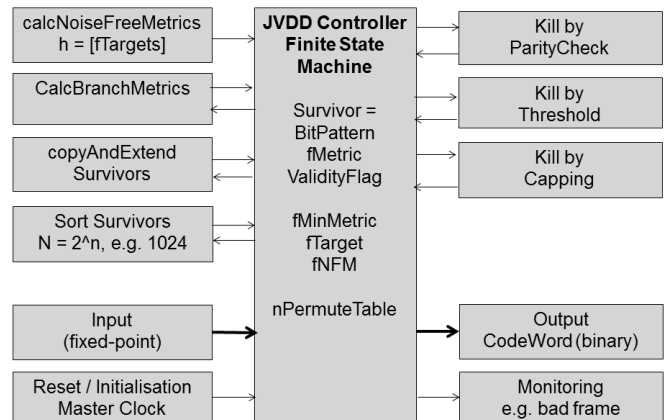 calcNoiseFreeMetrics
h = [fTargets]
CalcBranchMetrics
copyAndExtend
Survivors
Sort Survivors
N = 2^n, e.g. 1024
Input
(fixed-point)
Reset / Initialisation
Master Clock
JVDD Controller
Finite State
Machine
Survivor =
BitPattern
fMetric
ValidityFlag
fMinMetric
fTarget
fNFM
nPermuteTable
Kill by
ParityCheck
Kill by
Threshold
Kill by
Capping
Output
CodeWord (binary)
Monitoring
e.g. bad frame